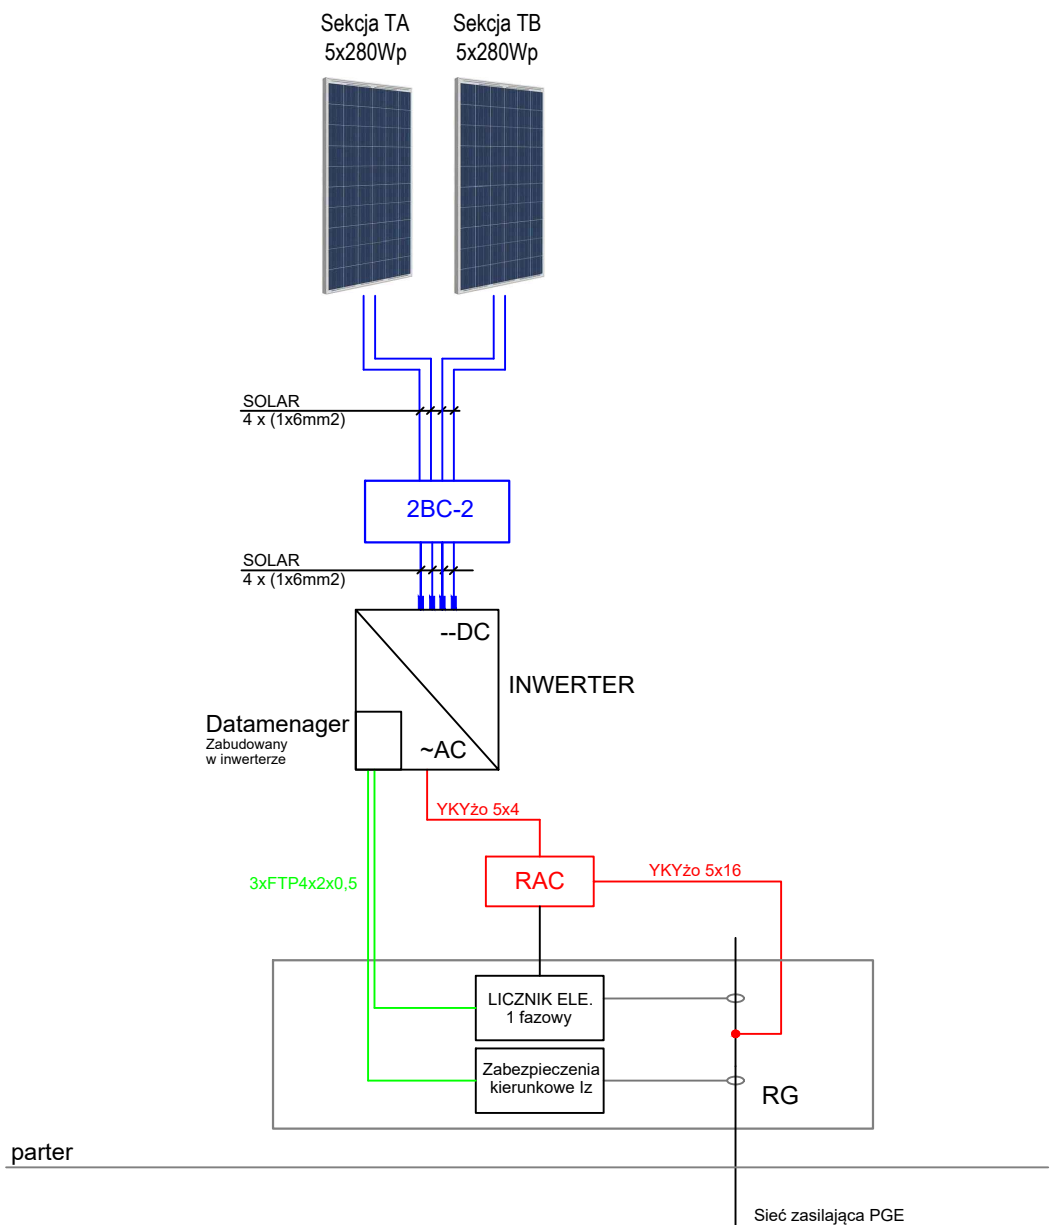 Sekcja TA
5x280Wp
Sekcja TB
5x280Wp
SOLAR
4 x (1x6mm2)
2BC-2
SOLAR
4 x (1x6mm2)
--DC
INWERTER
Datamenager
Zabudowany
w inwerterze
~AC
YKYżo 5x4
3xFTP4x2x0,5
RAC
YKYżo 5x16
LICZNIK ELE.
1 fazowy
Zabezpieczenia
kierunkowe Iz
RG
parter
Sieć zasilająca PGE